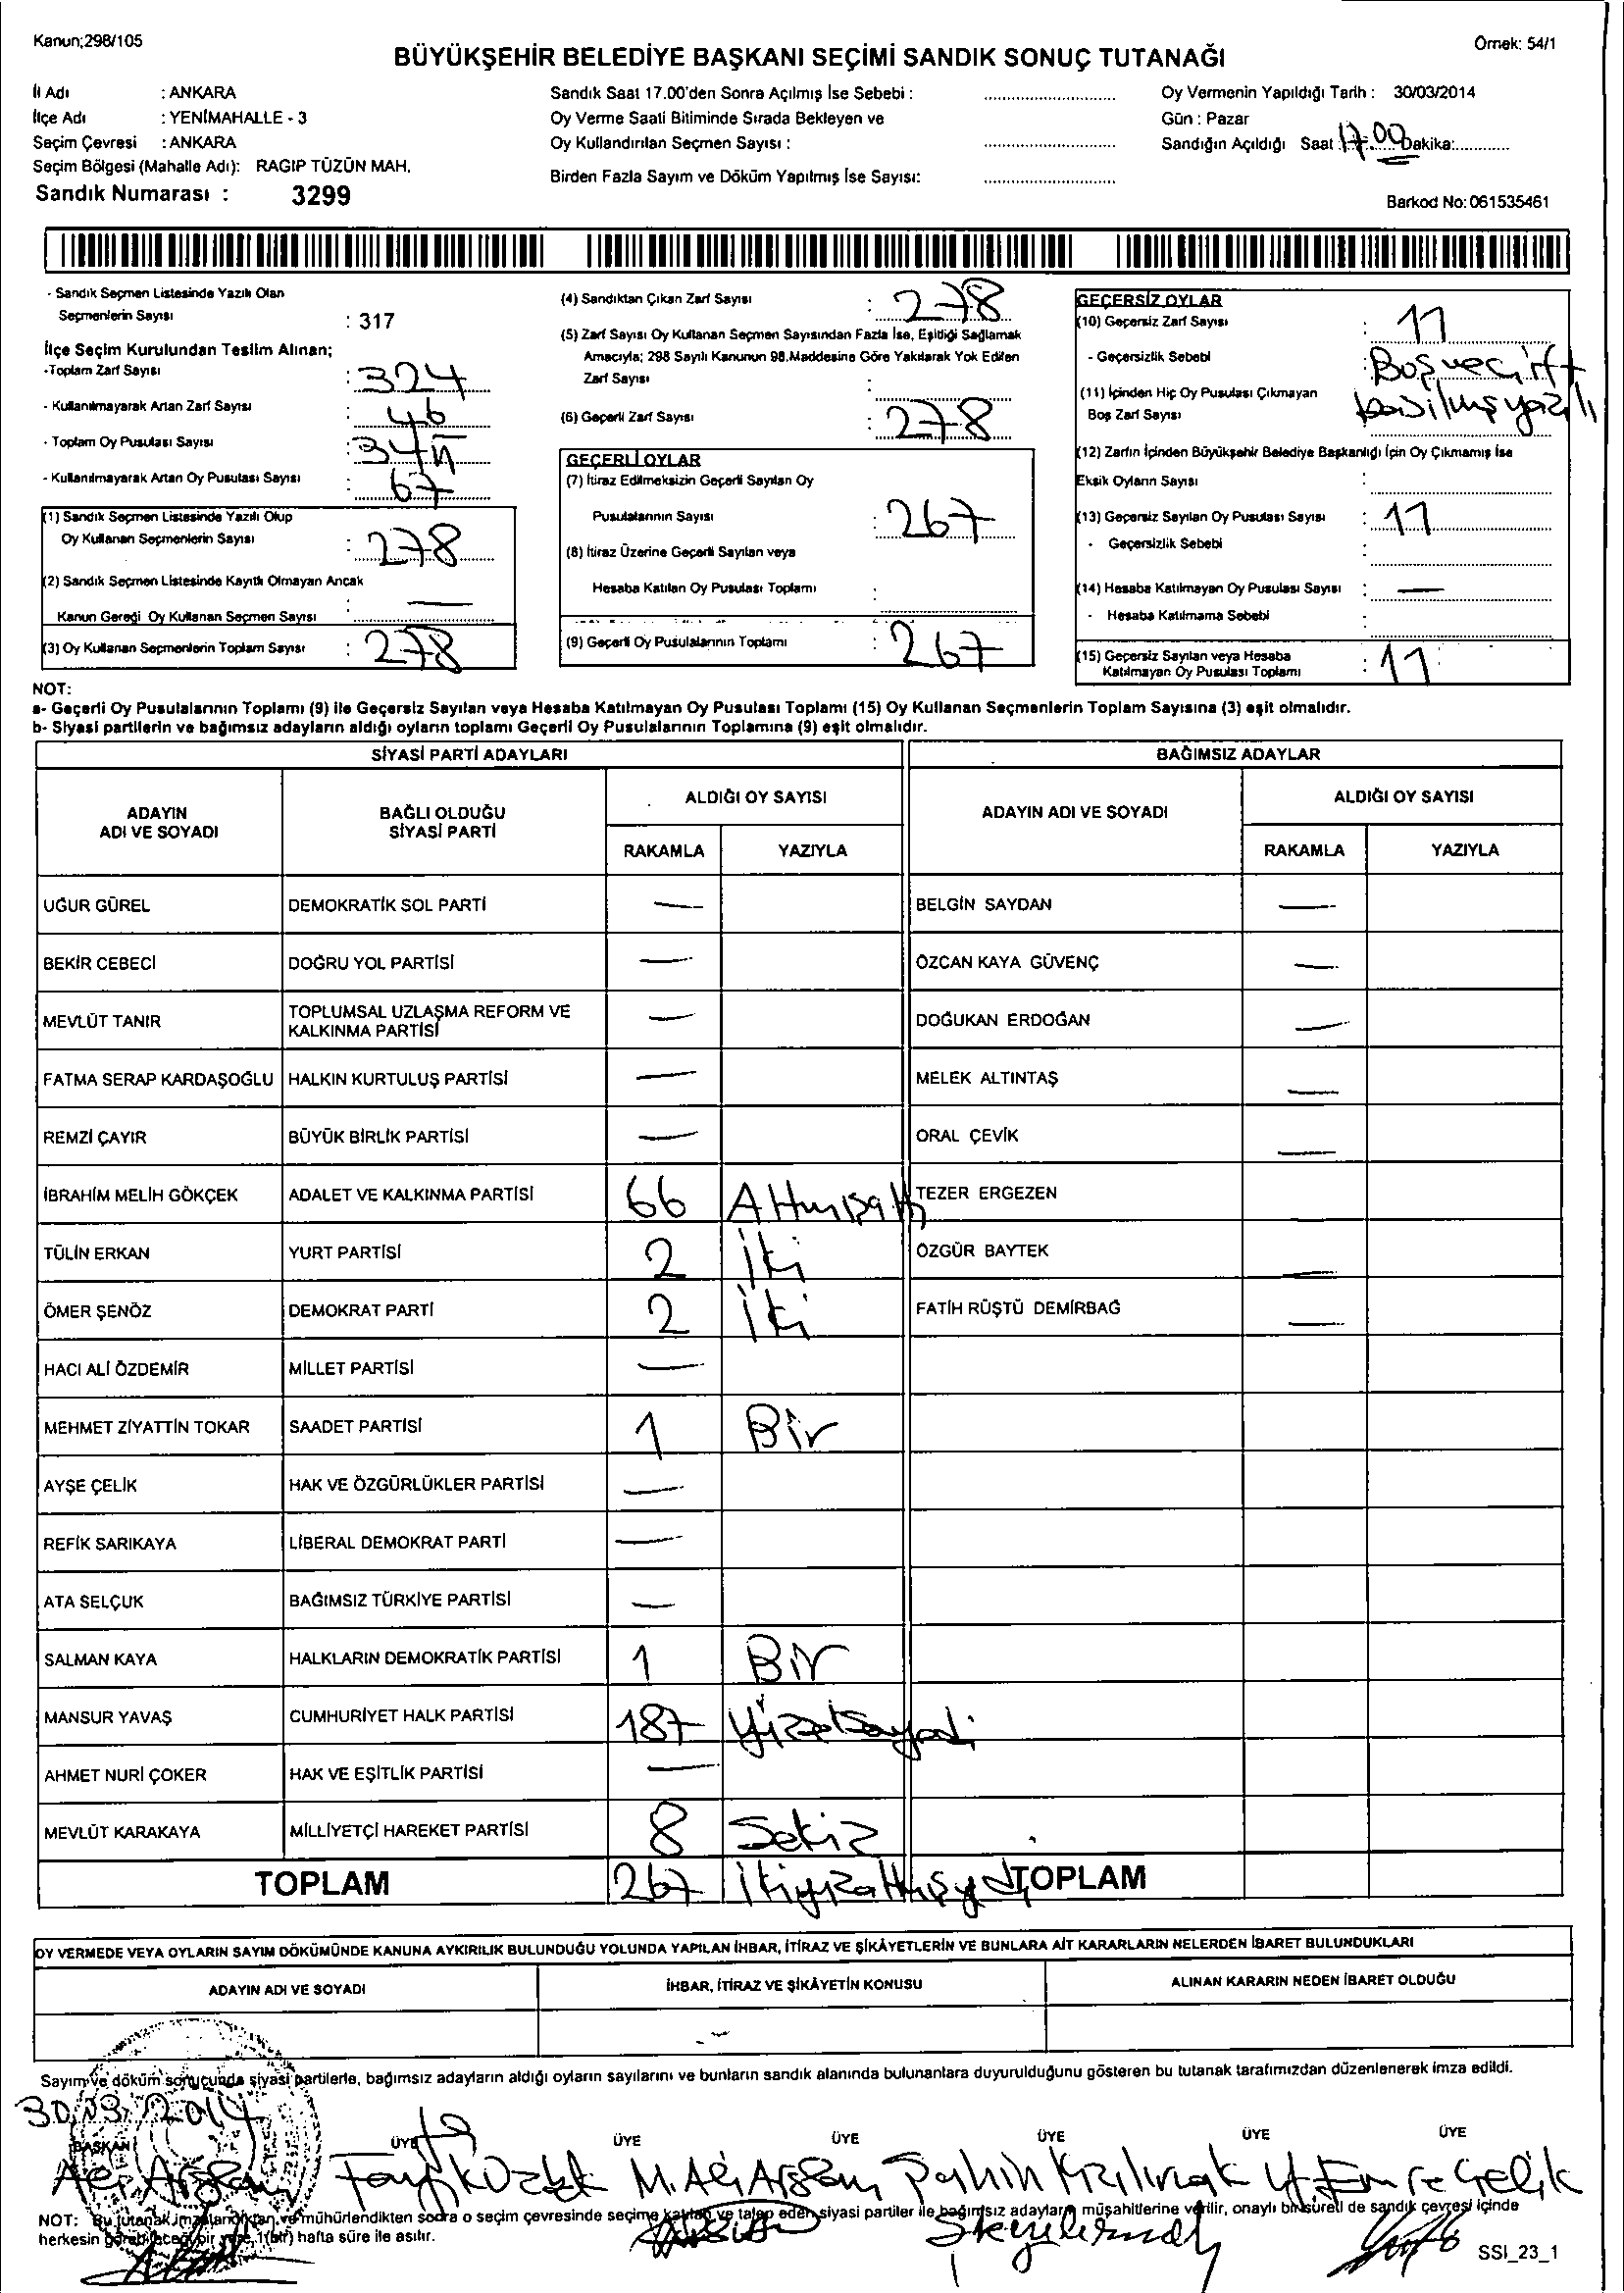 Kanun;298/105
Örnek: 54/1
BÜYÜKŞEHİR BELEDİYE BAŞKANI SEÇİMİ SANDIK SONUÇ TUTANAĞI
İl Adı : ANKARA
İlçe Adı : YENİMAHALLE - 3
Seçim Çevresi : ANKARA
Seçim Bölgesi (Mahalle Adı): RAGIP TÜZÜN MAH.
Sandık Numarası : 3299
Sandık Saat 17.00'den Sonra Açılmış İse Sebebi :
Oy Verme Saati Bitiminde Sırada Bekleyen ve
Oy Kullandırılan Seçmen Sayısı :
Birden Fazla Sayım ve Döküm Yapılmış İse Sayısı:
Oy Vermenin Yapıldığı Tarih : 30/03/2014
Gün : Pazar
Sandığın Açıldığı Saat 17.00 Dakika:
Barkod No: 061535461
- Sandık Seçmen Listesinde Yazılı Olan
Seçmenlerin Sayısı : 317
İlçe Seçim Kurulundan Teslim Alınan;
-Toplam Zarf Sayısı : 324
- Kullanılmayarak Artan Zarf Sayısı : 46
- Toplam Oy Pusulası Sayısı :
- Kullanılmayarak Artan Oy Pusulası Sayısı : 67
(1) Sandık Seçmen Listesinde Yazılı Olup
Oy Kullanan Seçmenlerin Sayısı : 278
(2) Sandık Seçmen Listesinde Kayıtlı Olmayan Ancak
Kanun Gereği Oy Kullanan Seçmen Sayısı : —
(3) Oy Kullanan Seçmenlerin Toplam Sayısı : 278
(4) Sandıktan Çıkan Zarf Sayısı : 278
(5) Zarf Sayısı Oy Kullanan Seçmen Sayısından Fazla İse, Eşitliği Sağlamak
Amacıyla; 298 Sayılı Kanunun 98.Maddesine Göre Yakılarak Yok Edilen
Zarf Sayısı :
(6) Geçerli Zarf Sayısı : 278
GEÇERLİ OYLAR
(7) İtiraz Edilmeksizin Geçerli Sayılan Oy
Pusulalarının Sayısı : 267
(8) İtiraz Üzerine Geçerli Sayılan veya
Hesaba Katılan Oy Pusulası Toplamı :
(9) Geçerli Oy Pusulalarının Toplamı : 267
GEÇERSİZ OYLAR
(10) Geçersiz Zarf Sayısı : 11
- Geçersizlik Sebebi : Boş ve çift
basılmış yazılı
(11) İçinden Hiç Oy Pusulası Çıkmayan
Boş Zarf Sayısı
(12) Zarfın İçinden Büyükşehir Belediye Başkanlığı İçin Oy Çıkmamış İse
Eksik Oyların Sayısı :
(13) Geçersiz Sayılan Oy Pusulası Sayısı : 11
- Geçersizlik Sebebi :
(14) Hesaba Katılmayan Oy Pusulası Sayısı : —
- Hesaba Katılmama Sebebi :
(15) Geçersiz Sayılan veya Hesaba
Katılmayan Oy Pusulası Toplamı : 11
NOT:
a- Geçerli Oy Pusulalarının Toplamı (9) ile Geçersiz Sayılan veya Hesaba Katılmayan Oy Pusulası Toplamı (15) Oy Kullanan Seçmenlerin Toplam Sayısına (3) eşit olmalıdır.
b- Siyasi partilerin ve bağımsız adayların aldığı oyların toplamı Geçerli Oy Pusulalarının Toplamına (9) eşit olmalıdır.
SİYASİ PARTİ ADAYLARI BAĞIMSIZ ADAYLAR
ADAYIN ADI VE SOYADI BAĞLI OLDUĞU SİYASİ PARTİ ALDIĞI OY SAYISI ADAYIN ADI VE SOYADI ALDIĞI OY SAYISI
RAKAMLA YAZIYLA RAKAMLA YAZIYLA
UĞUR GÜREL DEMOKRATİK SOL PARTİ — BELGİN SAYDAN —
BEKİR CEBECİ DOĞRU YOL PARTİSİ — ÖZCAN KAYA GÜVENÇ —
MEVLÜT TANIR TOPLUMSAL UZLAŞMA REFORM VE KALKINMA PARTİSİ — DOĞUKAN ERDOĞAN —
FATMA SERAP KARDAŞOĞLU HALKIN KURTULUŞ PARTİSİ — MELEK ALTINTAŞ —
REMZİ ÇAYIR BÜYÜK BİRLİK PARTİSİ — ORAL ÇEVİK —
İBRAHİM MELİH GÖKÇEK ADALET VE KALKINMA PARTİSİ 66 Altmışaltı TEZER ERGEZEN —
TÜLİN ERKAN YURT PARTİSİ 2 İki ÖZGÜR BAYTEK —
ÖMER ŞENÖZ DEMOKRAT PARTİ 2 İki FATİH RÜŞTÜ DEMİRBAĞ —
HACI ALİ ÖZDEMİR MİLLET PARTİSİ —
MEHMET ZİYATTİN TOKAR SAADET PARTİSİ 1 Bir
AYŞE ÇELİK HAK VE ÖZGÜRLÜKLER PARTİSİ —
REFİK SARIKAYA LİBERAL DEMOKRAT PARTİ —
ATA SELÇUK BAĞIMSIZ TÜRKİYE PARTİSİ —
SALMAN KAYA HALKLARIN DEMOKRATİK PARTİSİ 1 Bir
MANSUR YAVAŞ CUMHURİYET HALK PARTİSİ 187
AHMET NURİ ÇOKER HAK VE EŞİTLİK PARTİSİ —
MEVLÜT KARAKAYA MİLLİYETÇİ HAREKET PARTİSİ 8 Sekiz
TOPLAM 267 TOPLAM
OY VERMEDE VEYA OYLARIN SAYIM DÖKÜMÜNDE KANUNA AYKIRILIK BULUNDUĞU YOLUNDA YAPILAN İHBAR, İTİRAZ VE ŞİKÂYETLERİN VE BUNLARA AİT KARARLARIN NELERDEN İBARET BULUNDUKLARI
ADAYIN ADI VE SOYADI İHBAR, İTİRAZ VE ŞİKÂYETİN KONUSU ALINAN KARARIN NEDEN İBARET OLDUĞU
Sayım ve döküm sonucunda siyasi partilerle, bağımsız adayların aldığı oyların sayılarını ve bunların sandık alanında bulunanlara duyurulduğunu gösteren bu tutanak tarafımızdan düzenlenerek imza edildi.
30.03.2014
BAŞKAN ÜYE ÜYE ÜYE ÜYE ÜYE ÜYE
M. Ali Arslan Şahin Kızılırmak Y. Emre Çelik
NOT: Bu tutanak imzalandıktan ve mühürlendikten sonra o seçim çevresinde seçime katılan ve talep eden siyasi partiler ile bağımsız adayların müşahitlerine verilir, onaylı bir sureti de sandık çevresi içinde
herkesin görebileceği bir yere, 1(bir) hafta süre ile asılır.
SSI_23_1